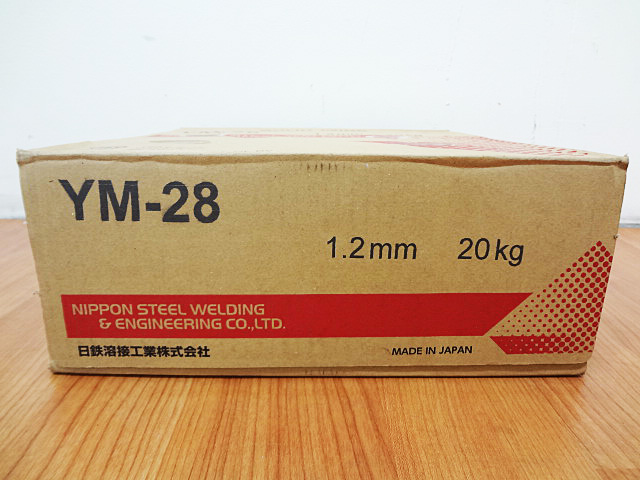 YM-28
1.2mm 20kg
NIPPON STEEL WELDING
& ENGINEERING CO.,LTD.
日鉄溶接工業株式会社
MADE IN JAPAN